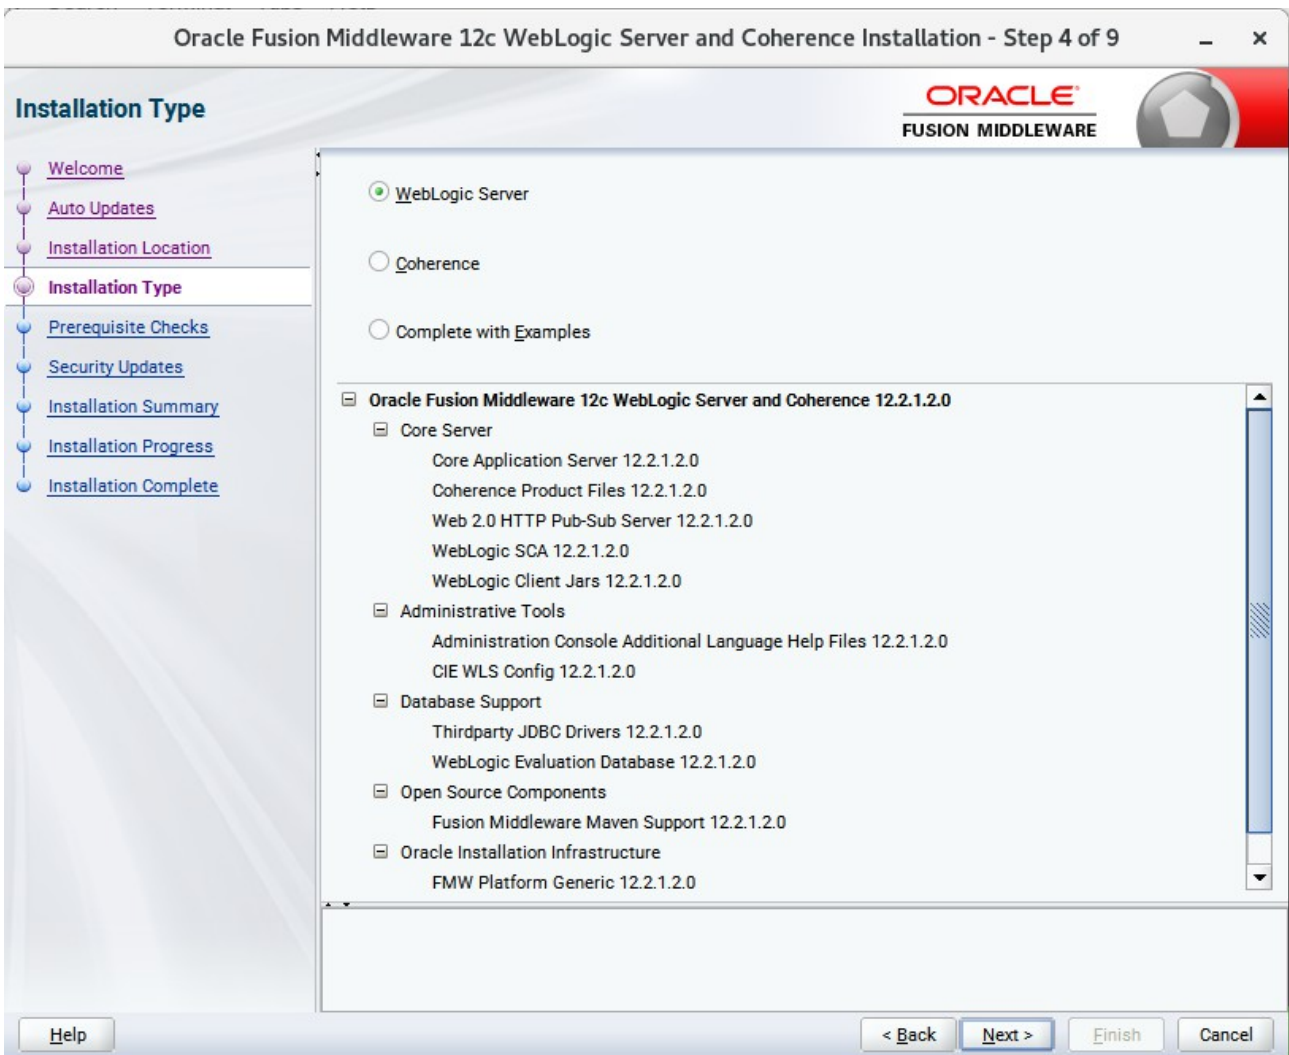 Oracle Fusion Middleware 12c WebLogic Server and Coherence Installation - Step 4 of 9
Installation Type
ORACLE
FUSION MIDDLEWARE
Welcome
Auto Updates
Installation Location
Installation Type
Prerequisite Checks
Security Updates
Installation Summary
Installation Progress
Installation Complete
WebLogic Server
Coherence
Complete with Examples
Oracle Fusion Middleware 12c WebLogic Server and Coherence 12.2.1.2.0
Core Server
Core Application Server 12.2.1.2.0
Coherence Product Files 12.2.1.2.0
Web 2.0 HTTP Pub-Sub Server 12.2.1.2.0
WebLogic SCA 12.2.1.2.0
WebLogic Client Jars 12.2.1.2.0
Administrative Tools
Administration Console Additional Language Help Files 12.2.1.2.0
CIE WLS Config 12.2.1.2.0
Database Support
Thirdparty JDBC Drivers 12.2.1.2.0
WebLogic Evaluation Database 12.2.1.2.0
Open Source Components
Fusion Middleware Maven Support 12.2.1.2.0
Oracle Installation Infrastructure
FMW Platform Generic 12.2.1.2.0
Help
< Back
Next >
Finish
Cancel